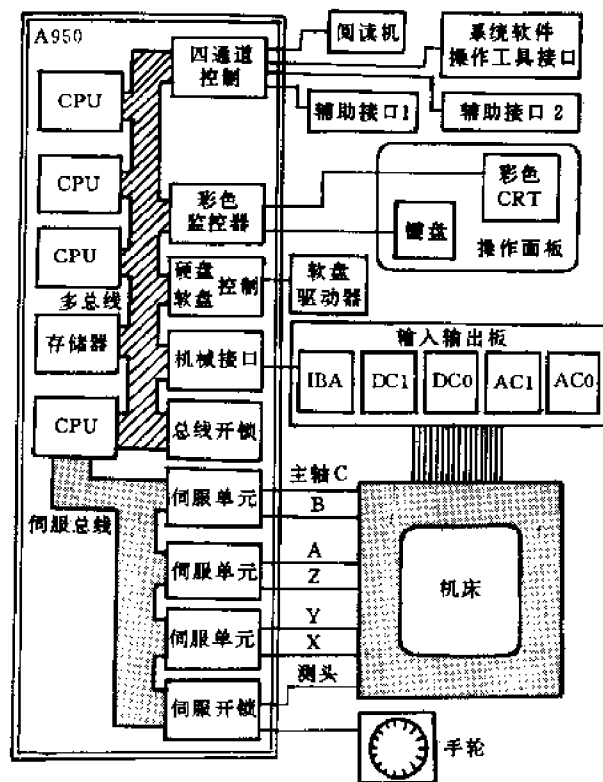 A950
四通道
控制
阅读机
系统软件
操作工具接口
辅助接口1
辅助接口2
CPU
CPU
CPU
多总线
存储器
CPU
彩色
监控器
彩色
CRT
键盘
操作面板
硬盘
软盘
控制
软盘
驱动器
机械接口
输入输出板
IBA
DC1
DC0
AC1
AC0
总线开锁
伺服总线
伺服单元
主轴C
B
伺服单元
A
Z
伺服单元
Y
X
机床
伺服开锁
测头
手轮